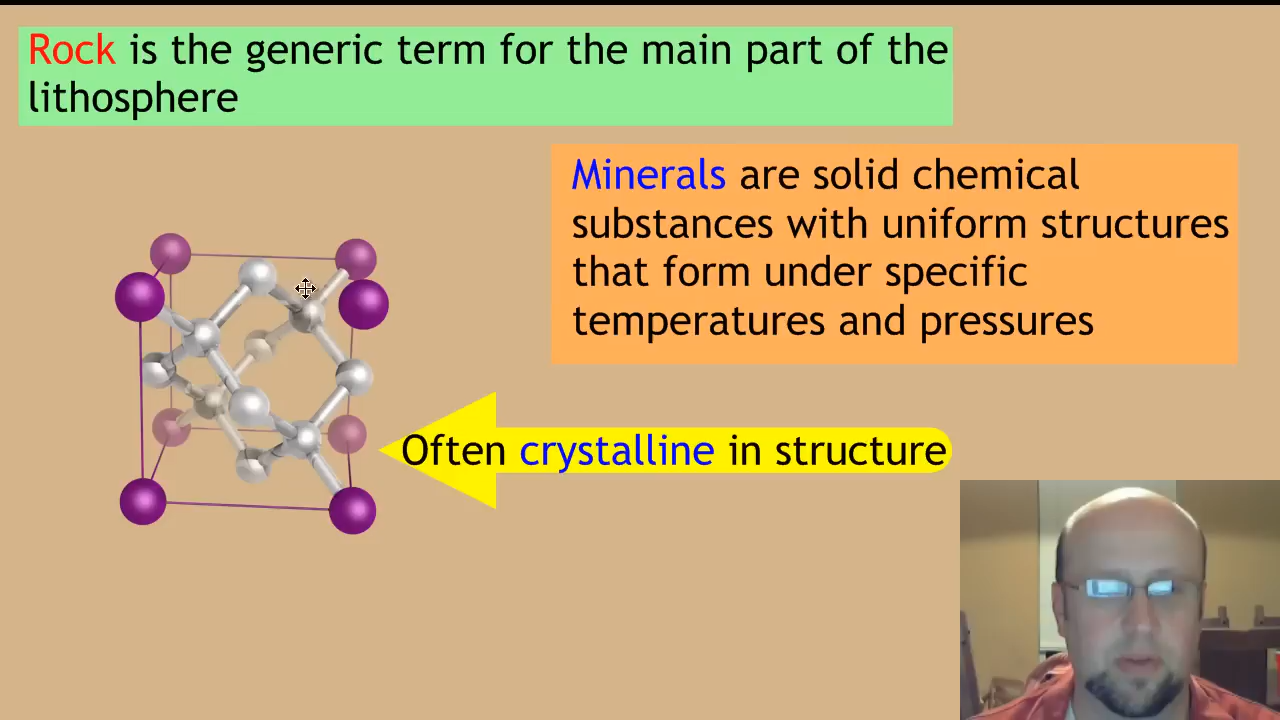 Rock is the generic term for the main part of the
lithosphere
Minerals are solid chemical
substances with uniform structures
that form under specific
temperatures and pressures
Often crystalline in structure